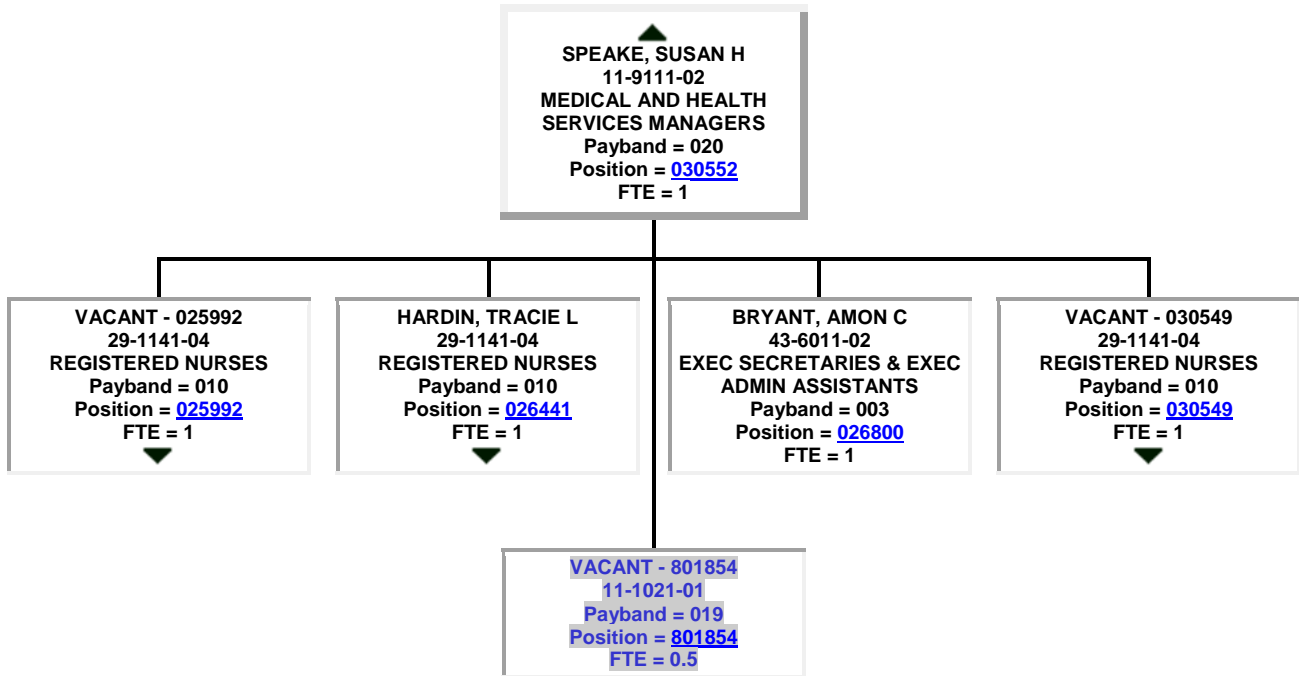 SPEAKE, SUSAN H
11-9111-02
MEDICAL AND HEALTH
SERVICES MANAGERS
Payband = 020
Position = 030552
FTE = 1
VACANT - 025992
29-1141-04
REGISTERED NURSES
Payband = 010
Position = 025992
FTE = 1
HARDIN, TRACIE L
29-1141-04
REGISTERED NURSES
Payband = 010
Position = 026441
FTE = 1
BRYANT, AMON C
43-6011-02
EXEC SECRETARIES & EXEC
ADMIN ASSISTANTS
Payband = 003
Position = 026800
FTE = 1
VACANT - 030549
29-1141-04
REGISTERED NURSES
Payband = 010
Position = 030549
FTE = 1
VACANT - 801854
11-1021-01
Payband = 019
Position = 801854
FTE = 0.5